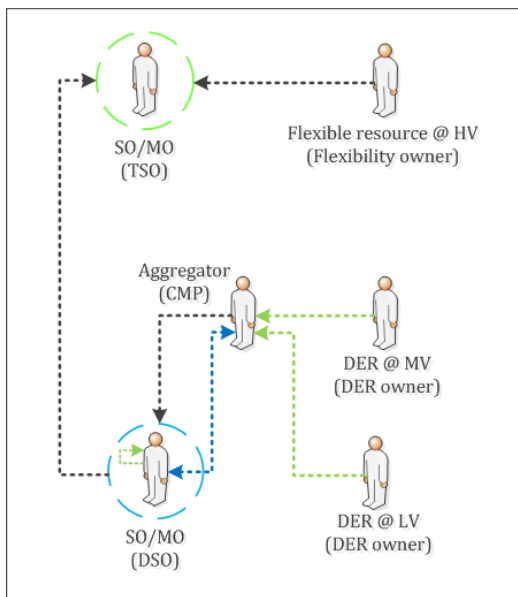 SO/MO
(TSO)
Flexible resource @ HV
(Flexibility owner)
Aggregator
(CMP)
DER @ MV
(DER owner)
SO/MO
(DSO)
DER @ LV
(DER owner)